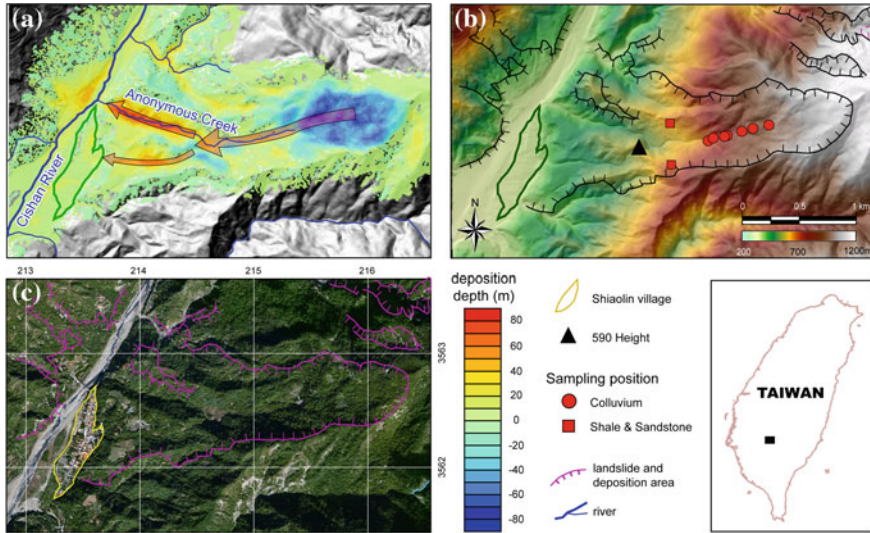 (a)
Anonymous Creek
Cishan River
(b)
N
0 0.5 1 km
200 700 1200m
213 214 215 216
(c)
3563
3562
deposition
depth (m)
80
60
40
20
0
-20
-40
-60
-80
Shiaolin village
590 Height
Sampling position
Colluvium
Shale & Sandstone
landslide and
deposition area
river
TAIWAN